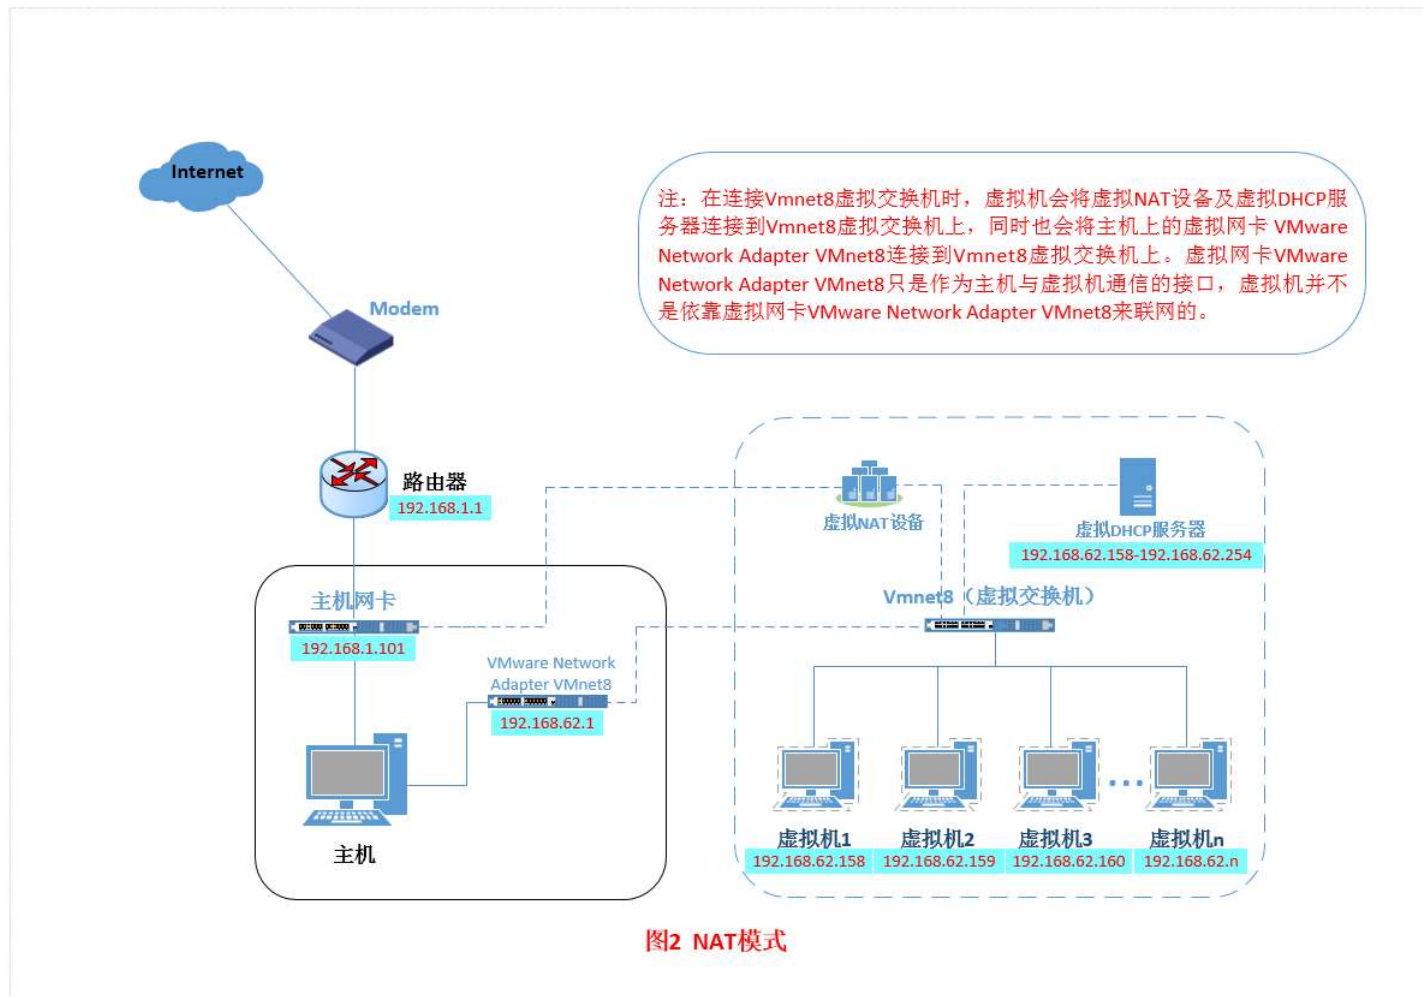 Internet
注：在连接Vmnet8虚拟交换机时，虚拟机会将虚拟NAT设备及虚拟DHCP服
务器连接到Vmnet8虚拟交换机上，同时也会将主机上的虚拟网卡 VMware
Network Adapter VMnet8连接到Vmnet8虚拟交换机上。虚拟网卡VMware
Network Adapter VMnet8只是作为主机与虚拟机通信的接口，虚拟机并不
是依靠虚拟网卡VMware Network Adapter VMnet8来联网的。
Modem
路由器
192.168.1.1
虚拟NAT设备
虚拟DHCP服务器
192.168.62.158-192.168.62.254
主机网卡
192.168.1.101
Vmnet8（虚拟交换机）
VMware Network
Adapter VMnet8
192.168.62.1
主机
虚拟机1
192.168.62.158
虚拟机2
192.168.62.159
虚拟机3
192.168.62.160
虚拟机n
192.168.62.n
图2 NAT模式